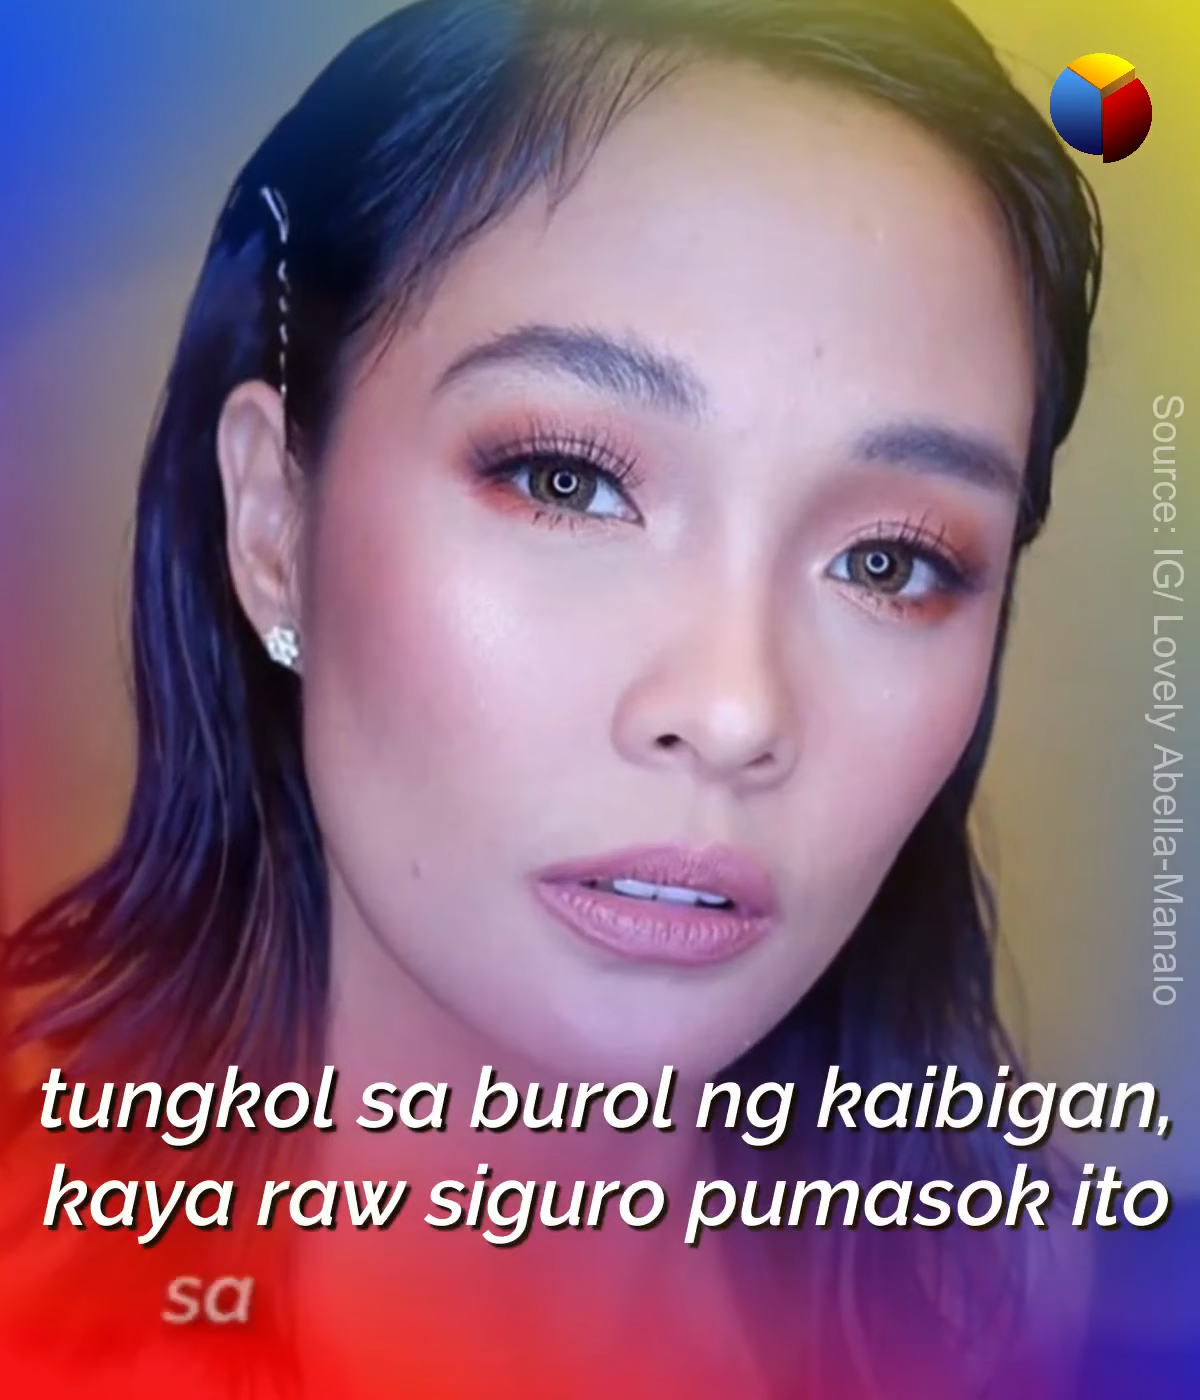 Source: IG/ Lovely Abella-Manalo
tungkol sa burol ng kaibigan,
kaya raw siguro pumasok ito
sa